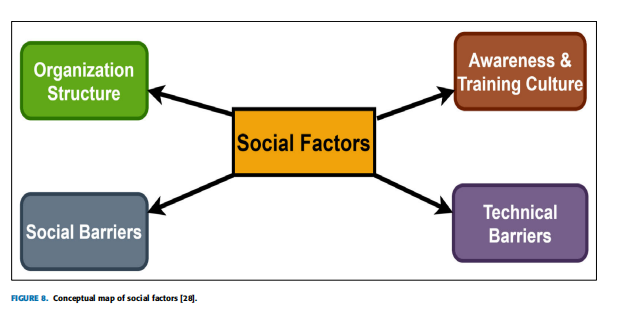 Organization
Structure
Awareness &
Training Culture
Social Factors
Social Barriers
Technical
Barriers
FIGURE 8. Conceptual map of social factors [28].